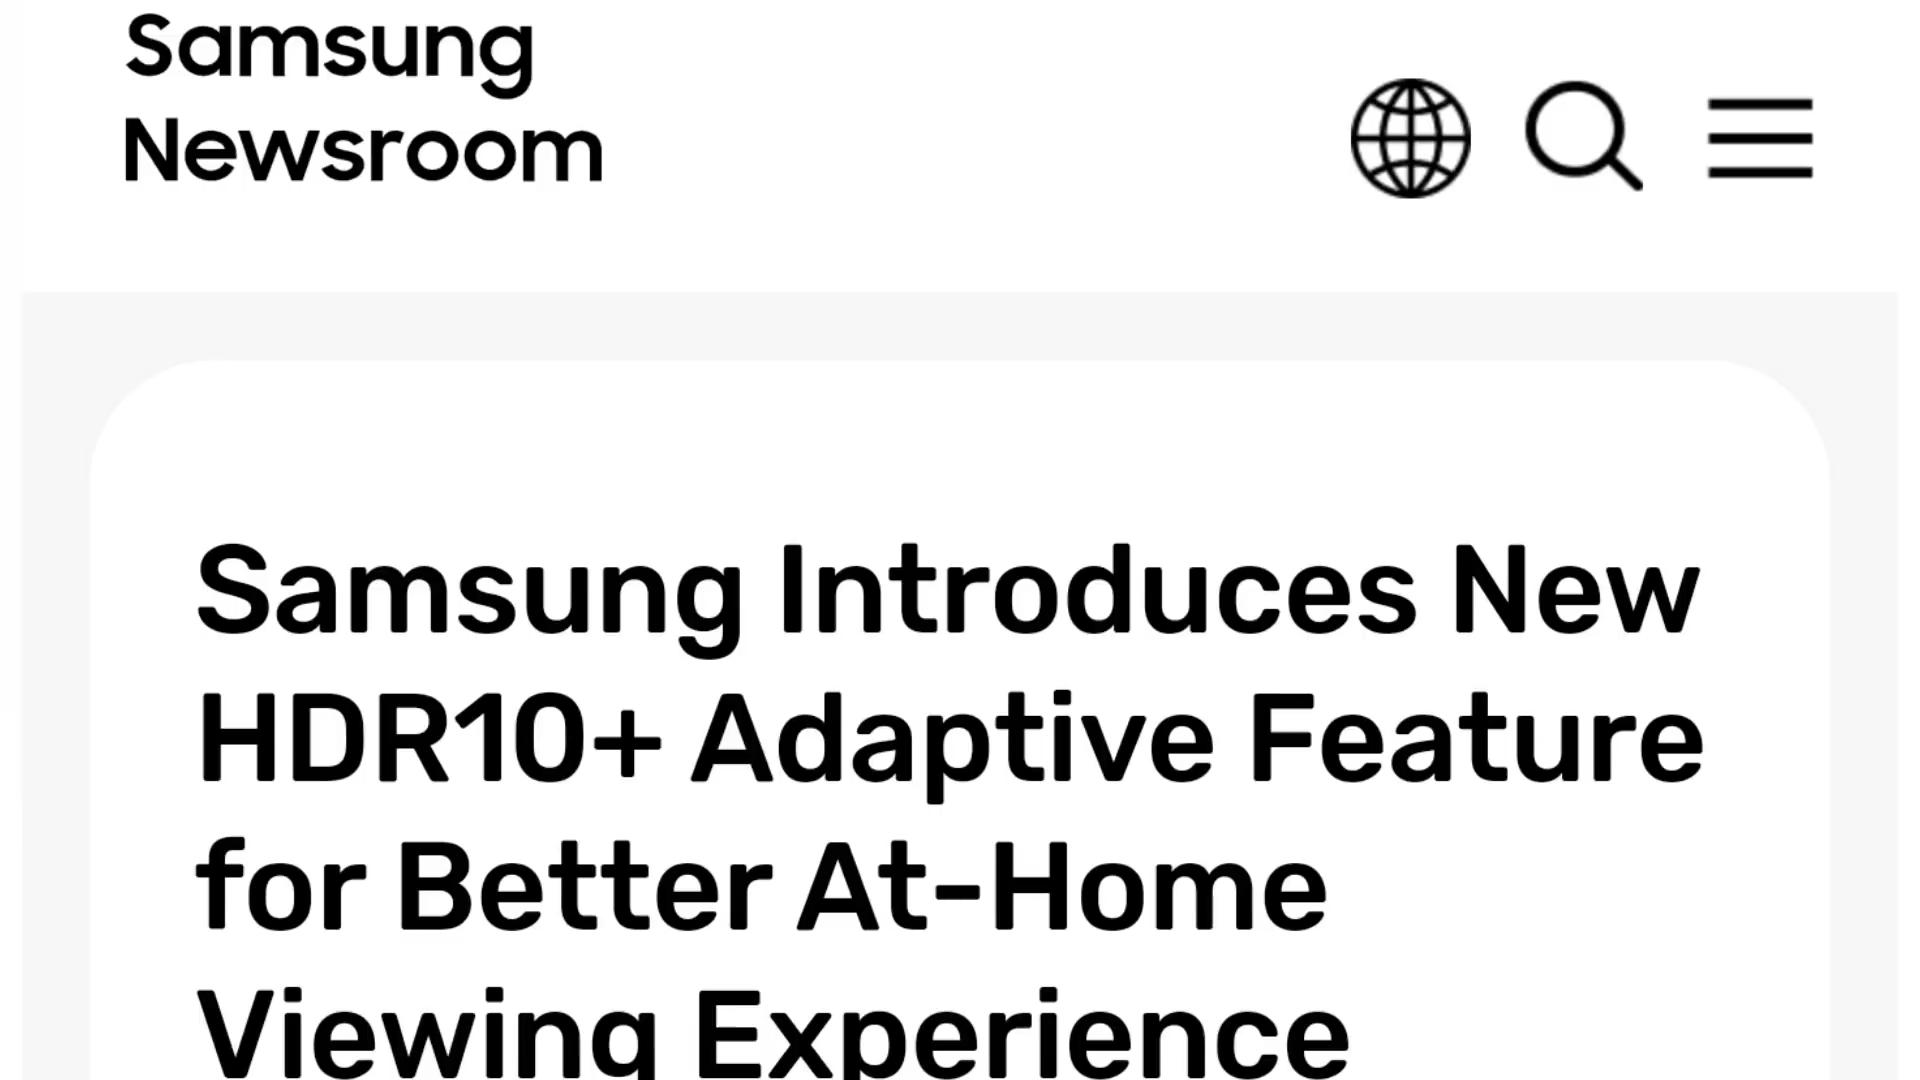 Samsung
Newsroom
Samsung Introduces New
HDR10+ Adaptive Feature
for Better At-Home
Viewing Experience